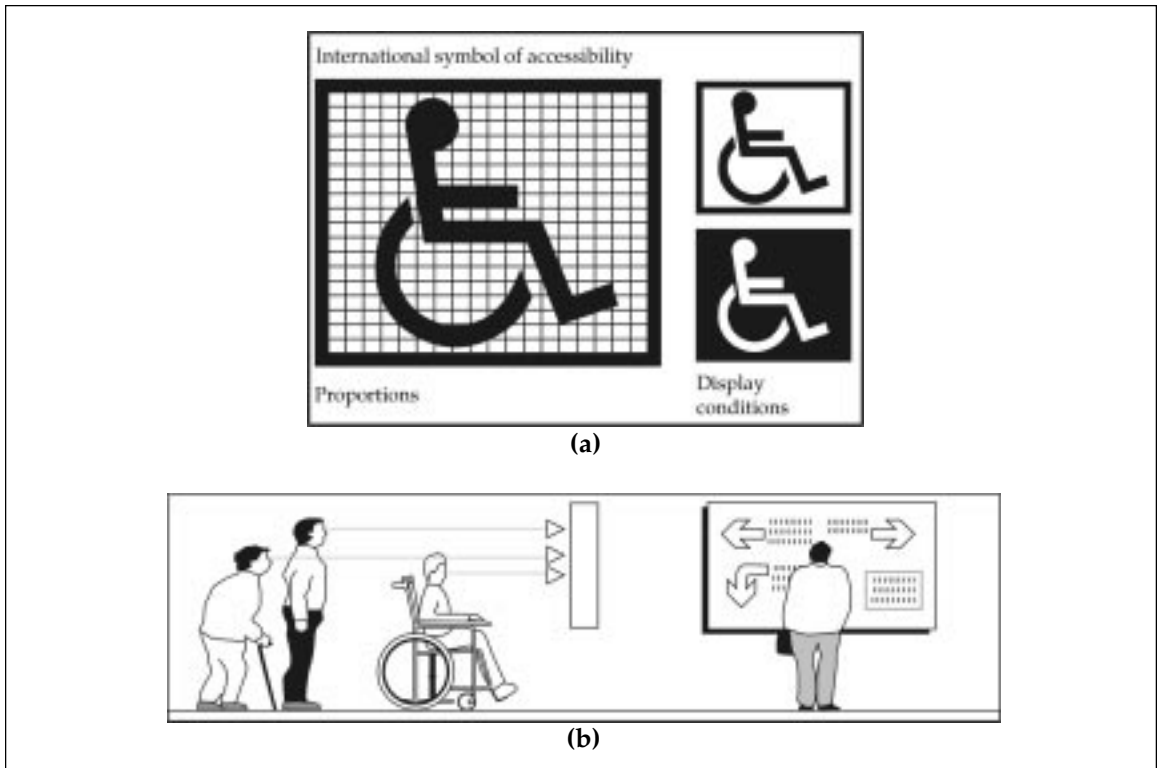 International symbol of accessibility
Proportions
Display
conditions
(a)
(b)